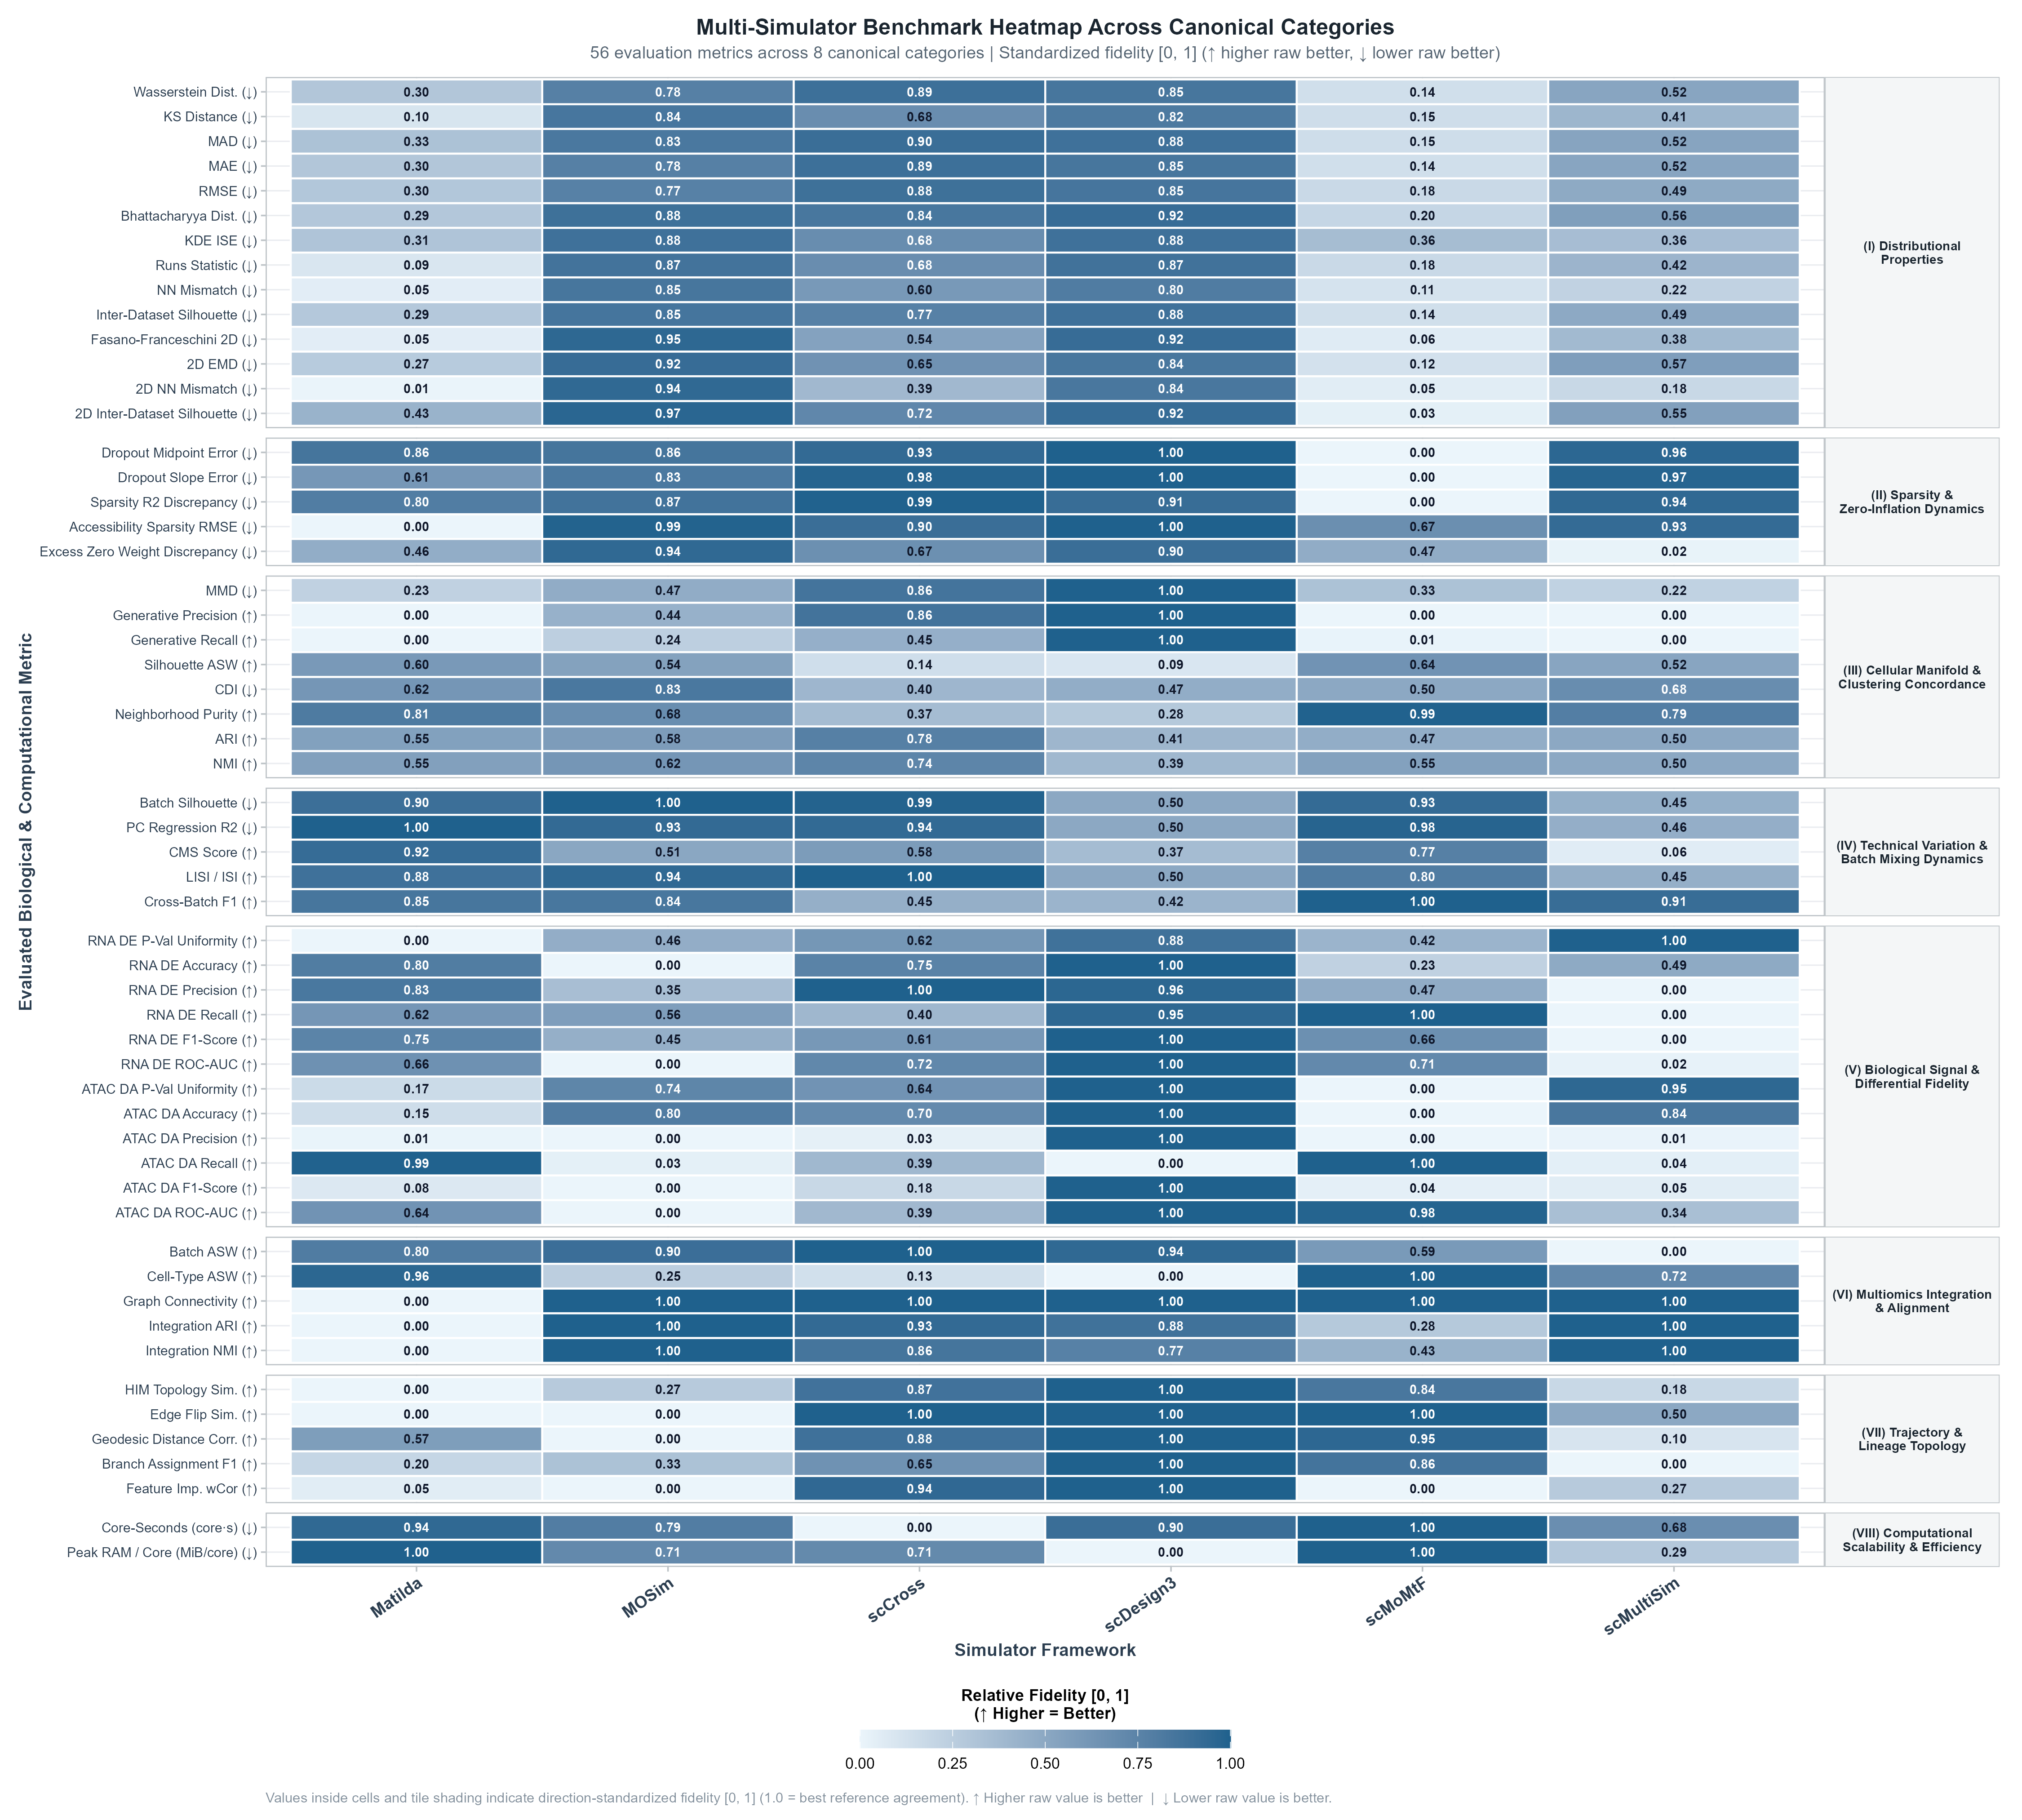 Multi-Simulator Benchmark Heatmap Across Canonical Categories
56 evaluation metrics across 8 canonical categories | Standardized fidelity [0, 1] (↑ higher raw better, ↓ lower raw better)
Evaluated Biological & Computational Metric
Wasserstein Dist. (↓) 0.30 0.78 0.89 0.85 0.14 0.52
KS Distance (↓) 0.10 0.84 0.68 0.82 0.15 0.41
MAD (↓) 0.33 0.83 0.90 0.88 0.15 0.52
MAE (↓) 0.30 0.78 0.89 0.85 0.14 0.52
RMSE (↓) 0.30 0.77 0.88 0.85 0.18 0.49
Bhattacharyya Dist. (↓) 0.29 0.88 0.84 0.92 0.20 0.56
KDE ISE (↓) 0.31 0.88 0.68 0.88 0.36 0.36
Runs Statistic (↓) 0.09 0.87 0.68 0.87 0.18 0.42
NN Mismatch (↓) 0.05 0.85 0.60 0.80 0.11 0.22
Inter-Dataset Silhouette (↓) 0.29 0.85 0.77 0.88 0.14 0.49
Fasano-Franceschini 2D (↓) 0.05 0.95 0.54 0.92 0.06 0.38
2D EMD (↓) 0.27 0.92 0.65 0.84 0.12 0.57
2D NN Mismatch (↓) 0.01 0.94 0.39 0.84 0.05 0.18
2D Inter-Dataset Silhouette (↓) 0.43 0.97 0.72 0.92 0.03 0.55
(I) Distributional
Properties
Dropout Midpoint Error (↓) 0.86 0.86 0.93 1.00 0.00 0.96
Dropout Slope Error (↓) 0.61 0.83 0.98 1.00 0.00 0.97
Sparsity R2 Discrepancy (↓) 0.80 0.87 0.99 0.91 0.00 0.94
Accessibility Sparsity RMSE (↓) 0.00 0.99 0.90 1.00 0.67 0.93
Excess Zero Weight Discrepancy (↓) 0.46 0.94 0.67 0.90 0.47 0.02
(II) Sparsity &
Zero-Inflation Dynamics
MMD (↓) 0.23 0.47 0.86 1.00 0.33 0.22
Generative Precision (↑) 0.00 0.44 0.86 1.00 0.00 0.00
Generative Recall (↑) 0.00 0.24 0.45 1.00 0.01 0.00
Silhouette ASW (↑) 0.60 0.54 0.14 0.09 0.64 0.52
CDI (↓) 0.62 0.83 0.40 0.47 0.50 0.68
Neighborhood Purity (↑) 0.81 0.68 0.37 0.28 0.99 0.79
ARI (↑) 0.55 0.58 0.78 0.41 0.47 0.50
NMI (↑) 0.55 0.62 0.74 0.39 0.55 0.50
(III) Cellular Manifold &
Clustering Concordance
Batch Silhouette (↓) 0.90 1.00 0.99 0.50 0.93 0.45
PC Regression R2 (↓) 1.00 0.93 0.94 0.50 0.98 0.46
CMS Score (↑) 0.92 0.51 0.58 0.37 0.77 0.06
LISI / ISI (↑) 0.88 0.94 1.00 0.50 0.80 0.45
Cross-Batch F1 (↑) 0.85 0.84 0.45 0.42 1.00 0.91
(IV) Technical Variation &
Batch Mixing Dynamics
RNA DE P-Val Uniformity (↑) 0.00 0.46 0.62 0.88 0.42 1.00
RNA DE Accuracy (↑) 0.80 0.00 0.75 1.00 0.23 0.49
RNA DE Precision (↑) 0.83 0.35 1.00 0.96 0.47 0.00
RNA DE Recall (↑) 0.62 0.56 0.40 0.95 1.00 0.00
RNA DE F1-Score (↑) 0.75 0.45 0.61 1.00 0.66 0.00
RNA DE ROC-AUC (↑) 0.66 0.00 0.72 1.00 0.71 0.02
ATAC DA P-Val Uniformity (↑) 0.17 0.74 0.64 1.00 0.00 0.95
ATAC DA Accuracy (↑) 0.15 0.80 0.70 1.00 0.00 0.84
ATAC DA Precision (↑) 0.01 0.00 0.03 1.00 0.00 0.01
ATAC DA Recall (↑) 0.99 0.03 0.39 0.00 1.00 0.04
ATAC DA F1-Score (↑) 0.08 0.00 0.18 1.00 0.04 0.05
ATAC DA ROC-AUC (↑) 0.64 0.00 0.39 1.00 0.98 0.34
(V) Biological Signal &
Differential Fidelity
Batch ASW (↑) 0.80 0.90 1.00 0.94 0.59 0.00
Cell-Type ASW (↑) 0.96 0.25 0.13 0.00 1.00 0.72
Graph Connectivity (↑) 0.00 1.00 1.00 1.00 1.00 1.00
Integration ARI (↑) 0.00 1.00 0.93 0.88 0.28 1.00
Integration NMI (↑) 0.00 1.00 0.86 0.77 0.43 1.00
(VI) Multiomics Integration
& Alignment
HIM Topology Sim. (↑) 0.00 0.27 0.87 1.00 0.84 0.18
Edge Flip Sim. (↑) 0.00 0.00 1.00 1.00 1.00 0.50
Geodesic Distance Corr. (↑) 0.57 0.00 0.88 1.00 0.95 0.10
Branch Assignment F1 (↑) 0.20 0.33 0.65 1.00 0.86 0.00
Feature Imp. wCor (↑) 0.05 0.00 0.94 1.00 0.00 0.27
(VII) Trajectory &
Lineage Topology
Core-Seconds (core·s) (↓) 0.94 0.79 0.00 0.90 1.00 0.68
Peak RAM / Core (MiB/core) (↓) 1.00 0.71 0.71 0.00 1.00 0.29
(VIII) Computational
Scalability & Efficiency
Matilda MOSim scCross scDesign3 scMoMtF scMultiSim
Simulator Framework
Relative Fidelity [0, 1]
(↑ Higher = Better)
0.00 0.25 0.50 0.75 1.00
Values inside cells and tile shading indicate direction-standardized fidelity [0, 1] (1.0 = best reference agreement). ↑ Higher raw value is better | ↓ Lower raw value is better.